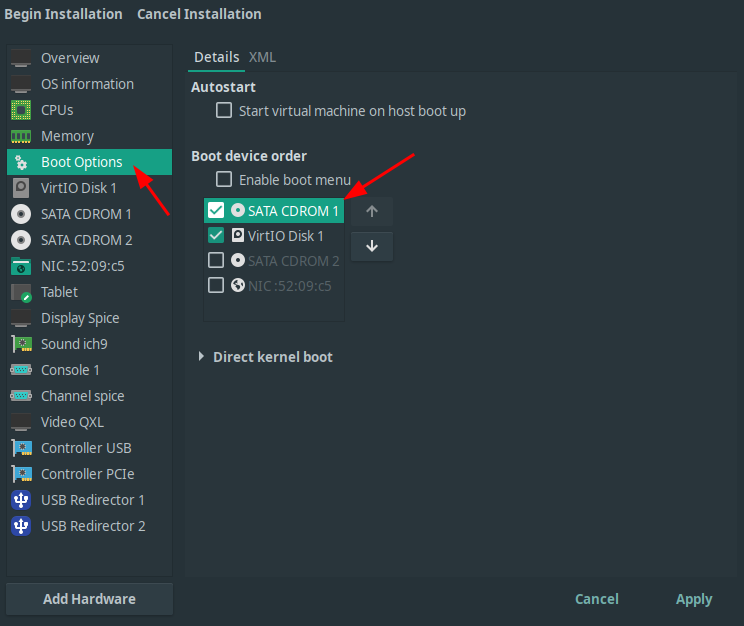 Begin Installation Cancel Installation
Overview
OS information
CPUs
Memory
Boot Options
VirtIO Disk 1
SATA CDROM 1
SATA CDROM 2
NIC :52:09:c5
Tablet
Display Spice
Sound ich9
Console 1
Channel spice
Video QXL
Controller USB
Controller PCIe
USB Redirector 1
USB Redirector 2
Add Hardware
Details XML
Autostart
Start virtual machine on host boot up
Boot device order
Enable boot menu
SATA CDROM 1
VirtIO Disk 1
SATA CDROM 2
NIC :52:09:c5
Direct kernel boot
Cancel Apply